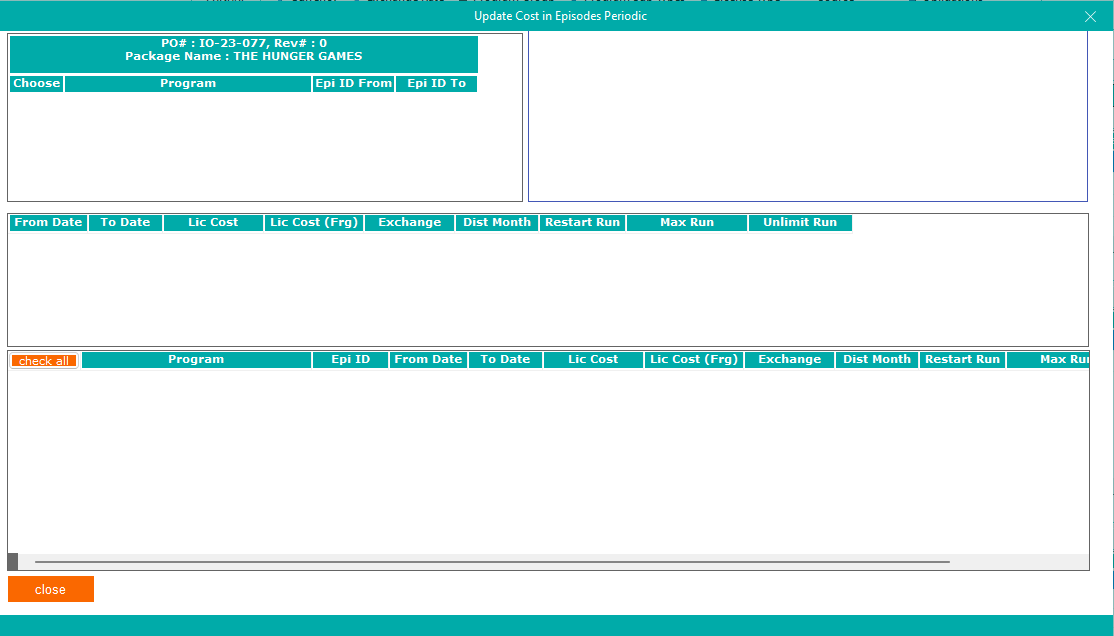 Update Cost in Episodes Periodic
PO# : IO-23-077, Rev# : 0
Package Name : THE HUNGER GAMES
Choose Program Epi ID From Epi ID To
From Date To Date Lic Cost Lic Cost (Frg) Exchange Dist Month Restart Run Max Run Unlimit Run
check all Program Epi ID From Date To Date Lic Cost Lic Cost (Frg) Exchange Dist Month Restart Run Max Run
close